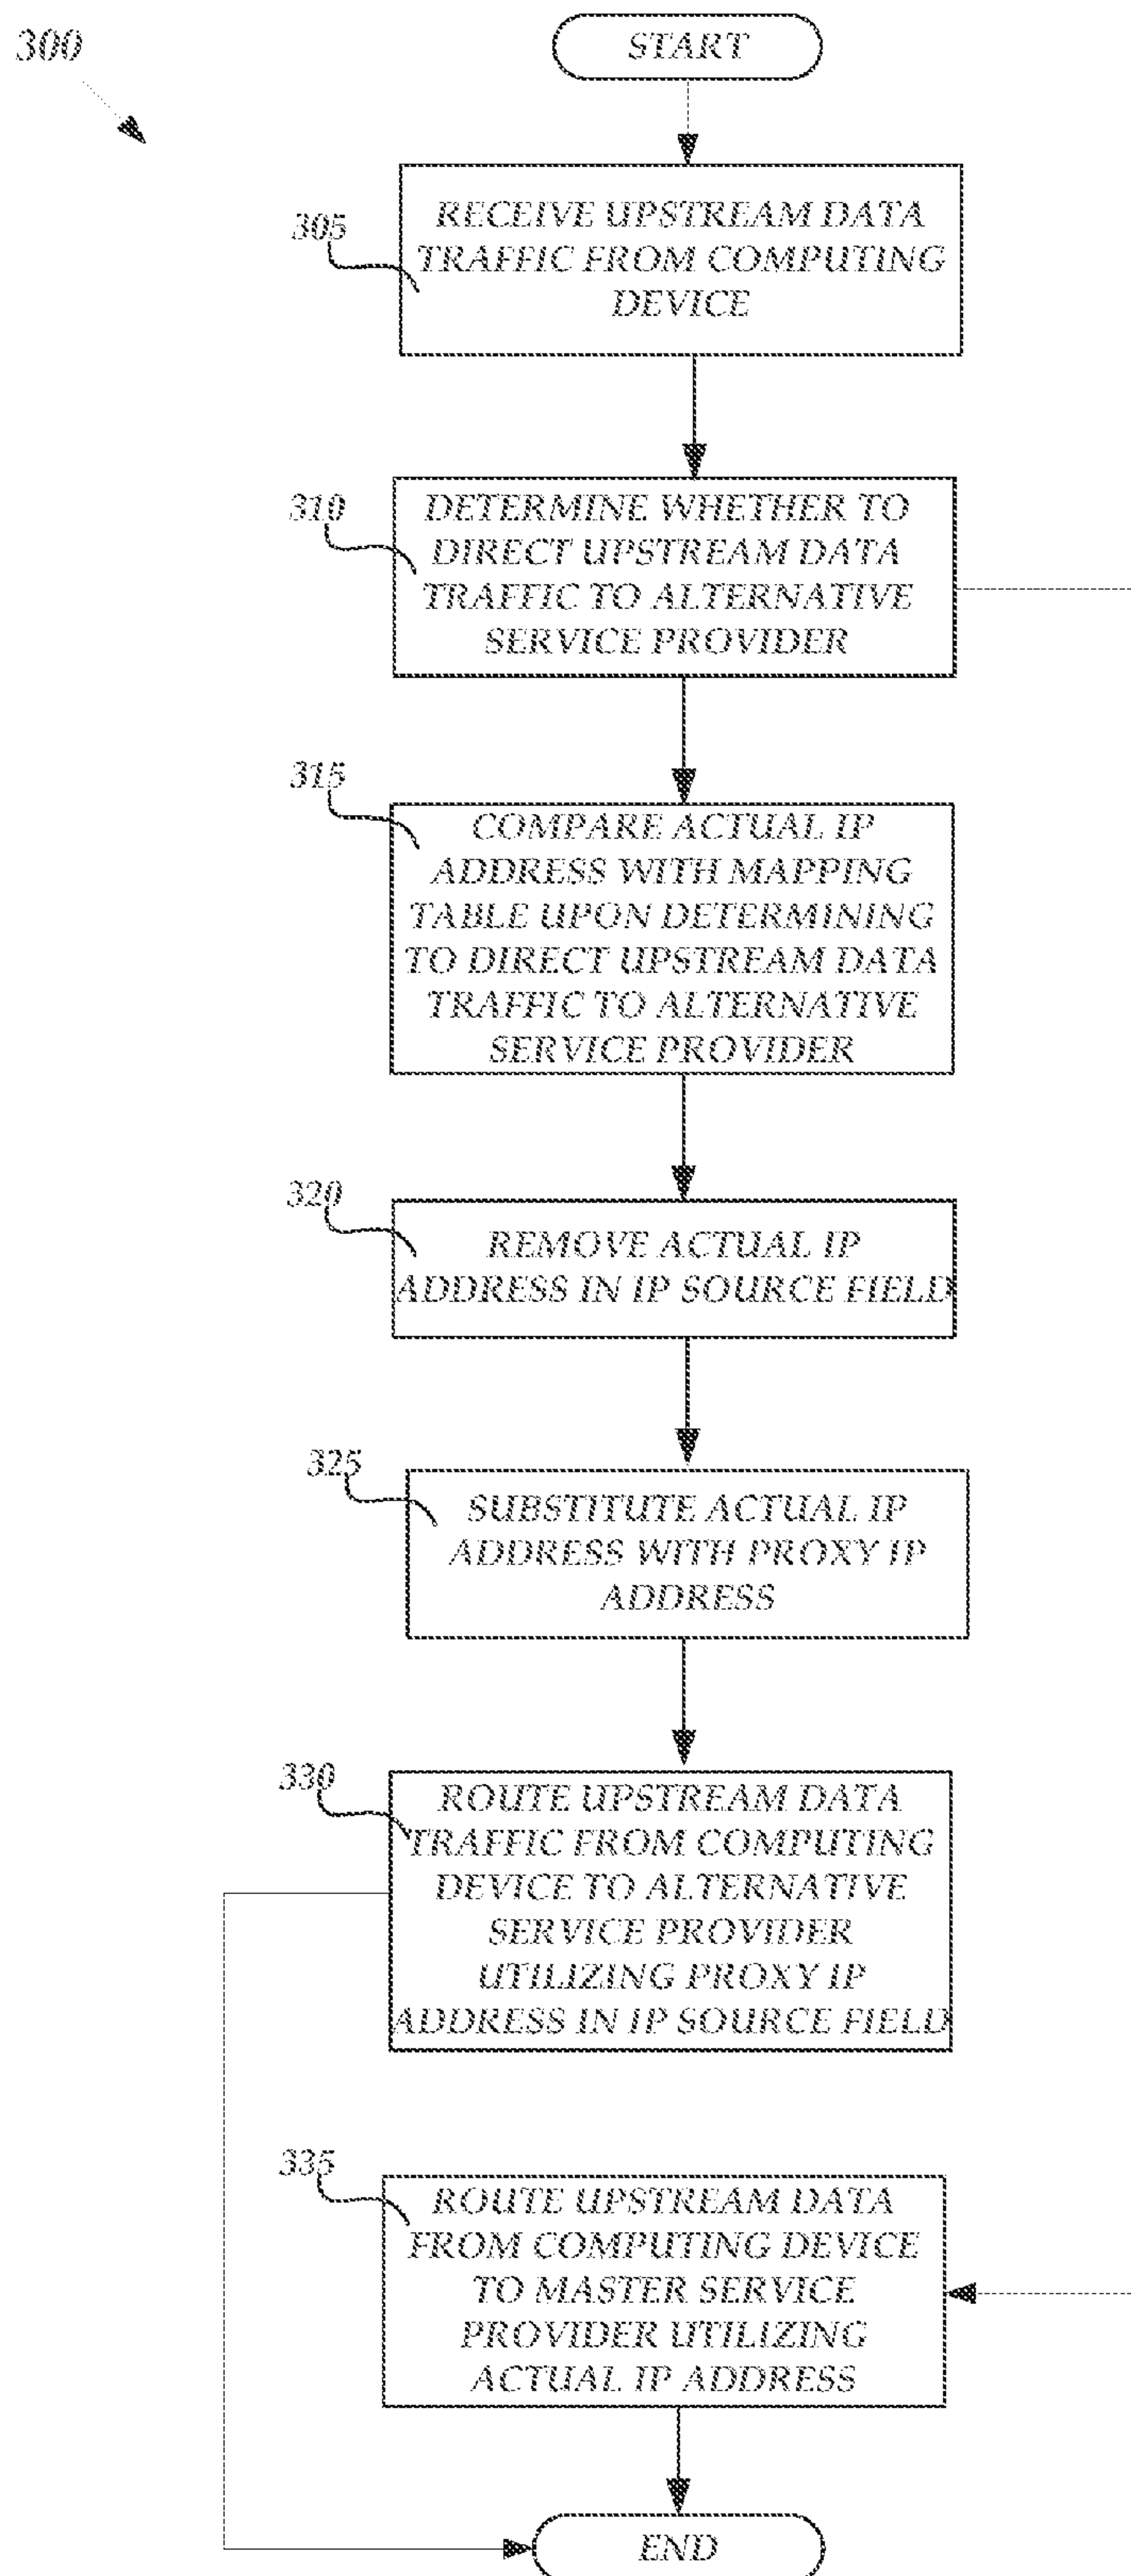 300
START
305
RECEIVE UPSTREAM DATA
TRAFFIC FROM COMPUTING
DEVICE
310
DETERMINE WHETHER TO
DIRECT UPSTREAM DATA
TRAFFIC TO ALTERNATIVE
SERVICE PROVIDER
315
COMPARE ACTUAL IP
ADDRESS WITH MAPPING
TABLE UPON DETERMINING
TO DIRECT UPSTREAM DATA
TRAFFIC TO ALTERNATIVE
SERVICE PROVIDER
320
REMOVE ACTUAL IP
ADDRESS IN IP SOURCE FIELD
325
SUBSTITUTE ACTUAL IP
ADDRESS WITH PROXY IP
ADDRESS
330
ROUTE UPSTREAM DATA
TRAFFIC FROM COMPUTING
DEVICE TO ALTERNATIVE
SERVICE PROVIDER
UTILIZING PROXY IP
ADDRESS IN IP SOURCE FIELD
335
ROUTE UPSTREAM DATA
FROM COMPUTING DEVICE
TO MASTER SERVICE
PROVIDER UTILIZING
ACTUAL IP ADDRESS
END